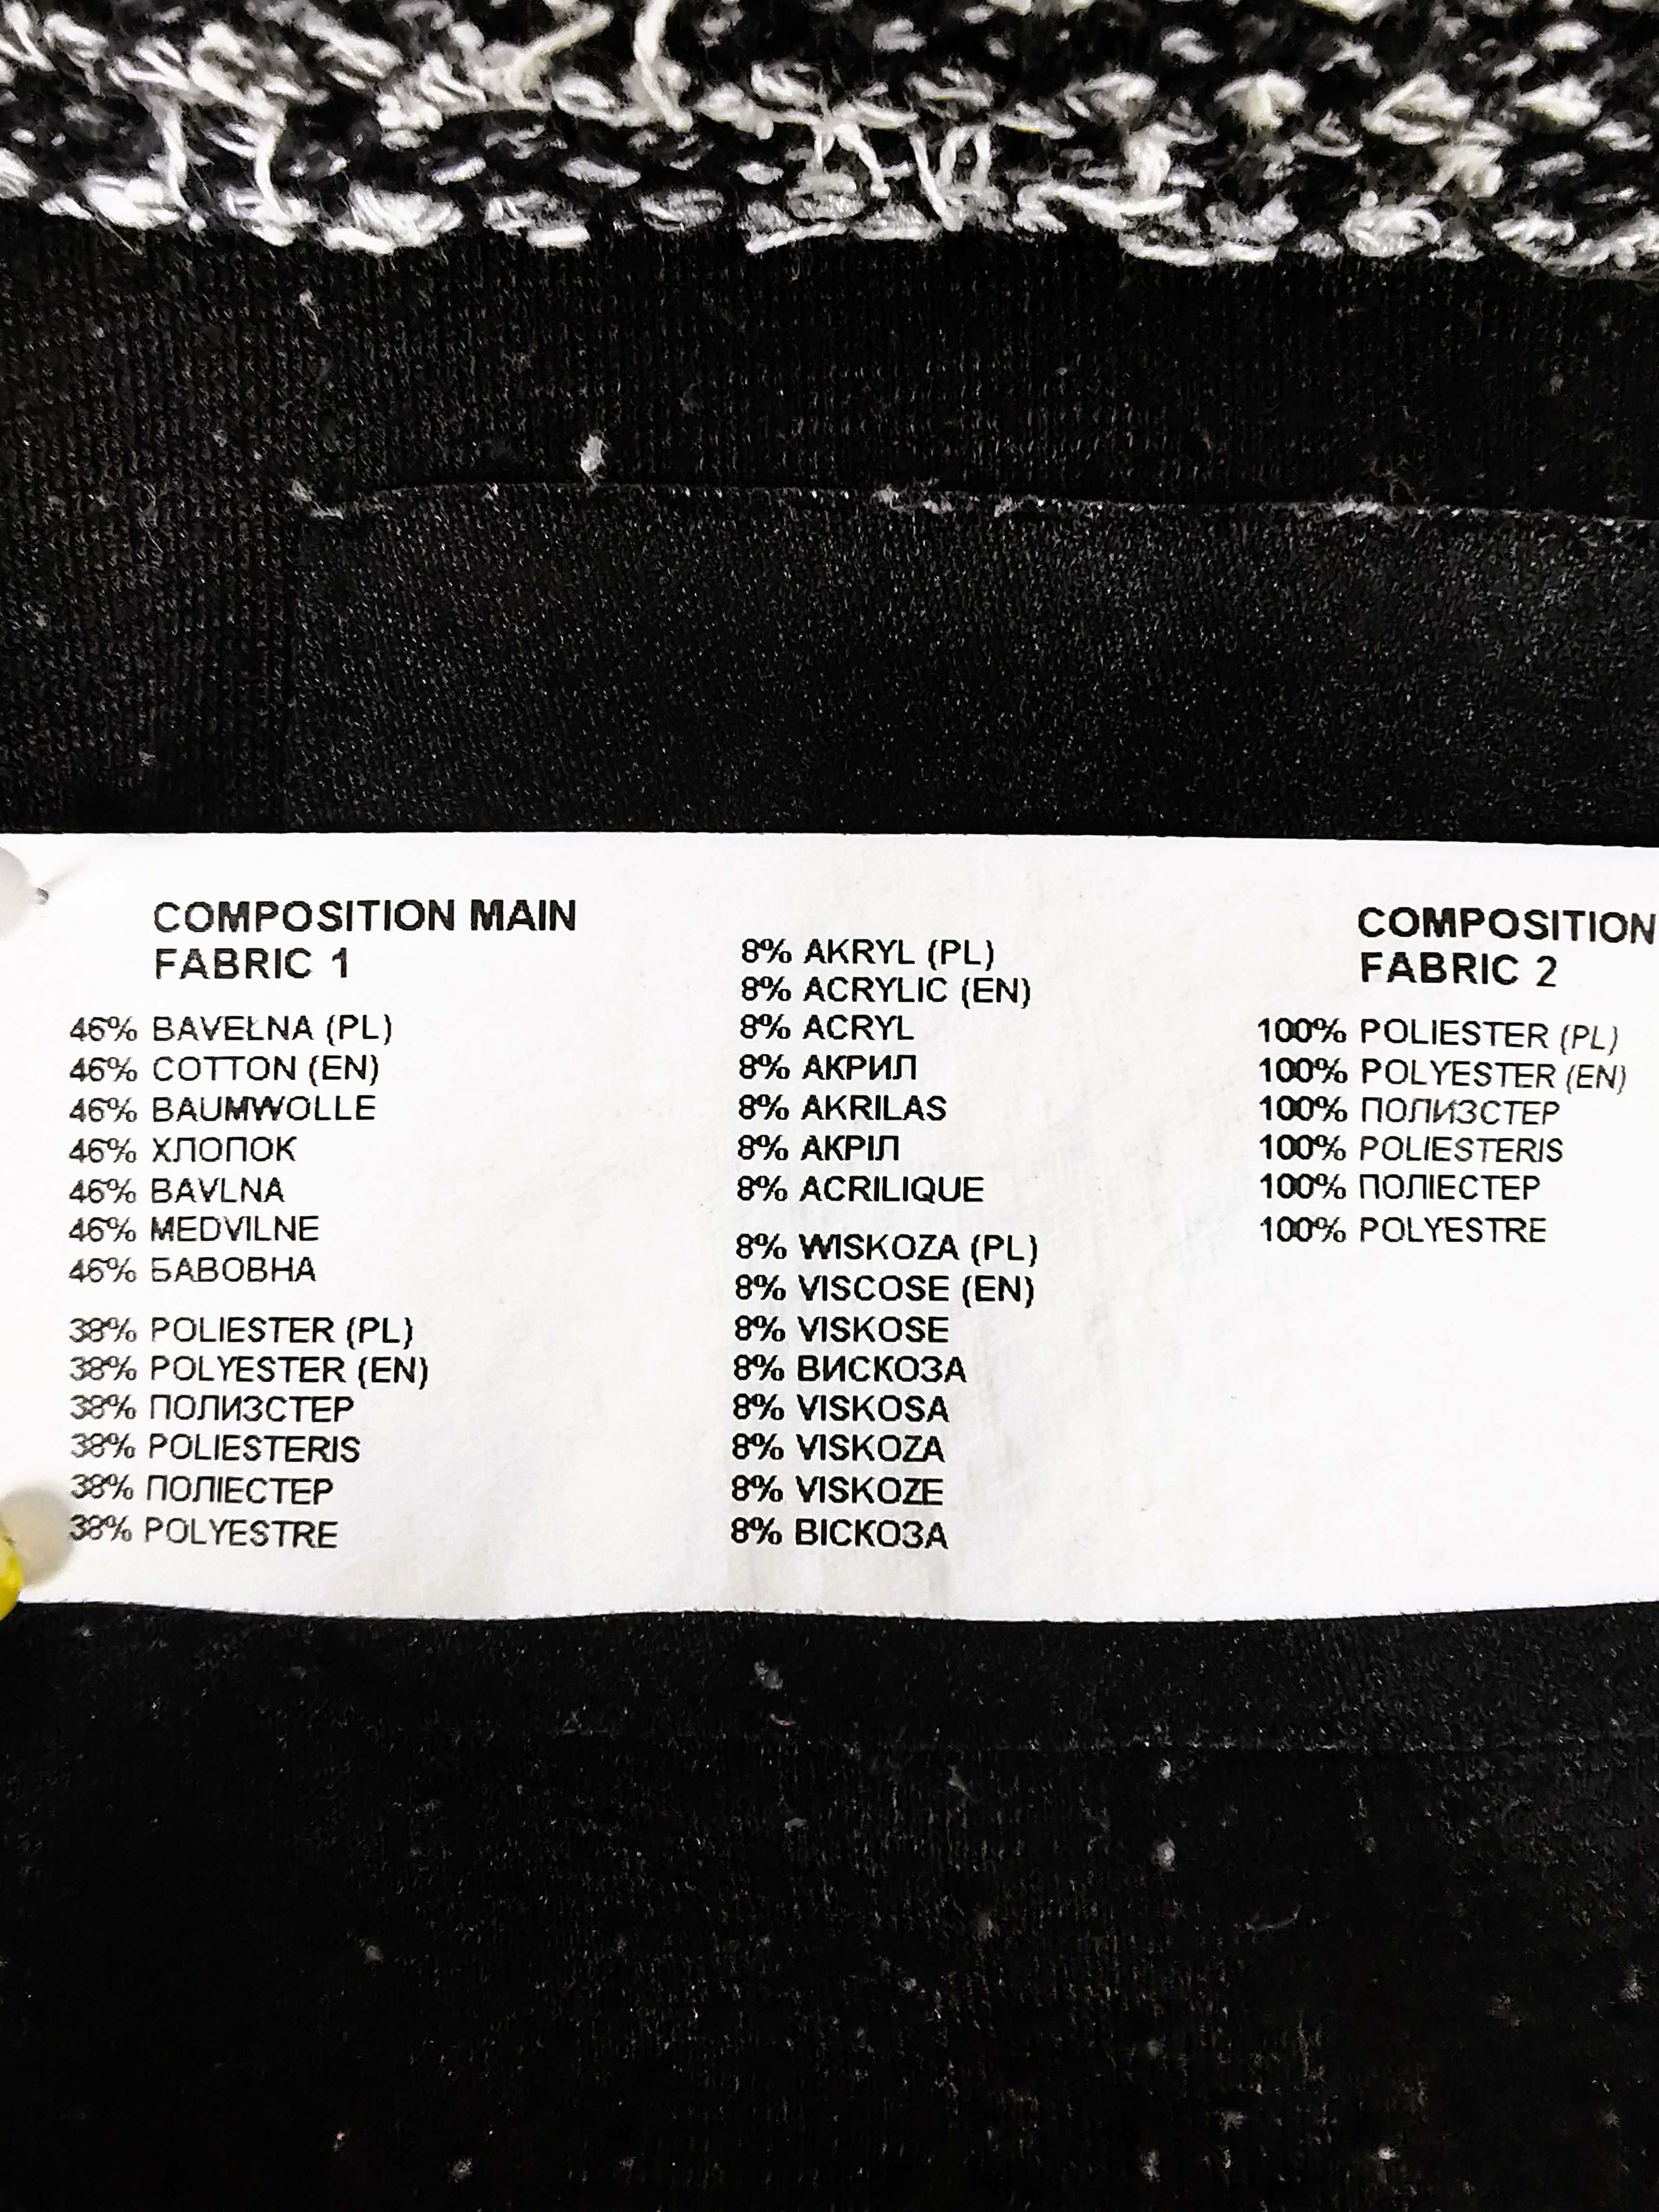 COMPOSITION MAIN
FABRIC 1
46% BAVEŁNA (PL)
46% COTTON (EN)
46% BAUMWOLLE
46% ХЛОПОК
46% BAVLNA
46% MEDVILNE
46% БАВОВНА
38% POLIESTER (PL)
38% POLYESTER (EN)
38% ПОЛИЗСТЕР
38% POLIESTERIS
38% ПОЛІЕСТЕР
38% POLYESTRE
8% AKRYL (PL)
8% ACRYLIC (EN)
8% ACRYL
8% АКРИЛ
8% AKRILAS
8% АКРІЛ
8% ACRILIQUE
8% WISKOZA (PL)
8% VISCOSE (EN)
8% VISKOSE
8% ВИСКОЗА
8% VISKOSA
8% VISKOZA
8% VISKOZE
8% ВІСКОЗА
COMPOSITION
FABRIC 2
100% POLIESTER (PL)
100% POLYESTER (EN)
100% ПОЛИЗСТЕР
100% POLIESTERIS
100% ПОЛІЕСТЕР
100% POLYESTRE